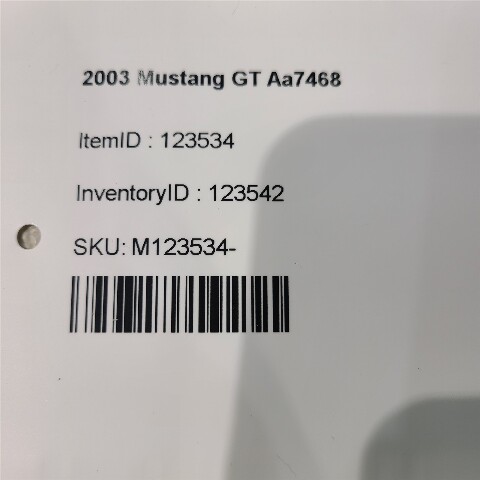 2003 Mustang GT Aa7468
ItemID : 123534
InventoryID : 123542
SKU: M123534-